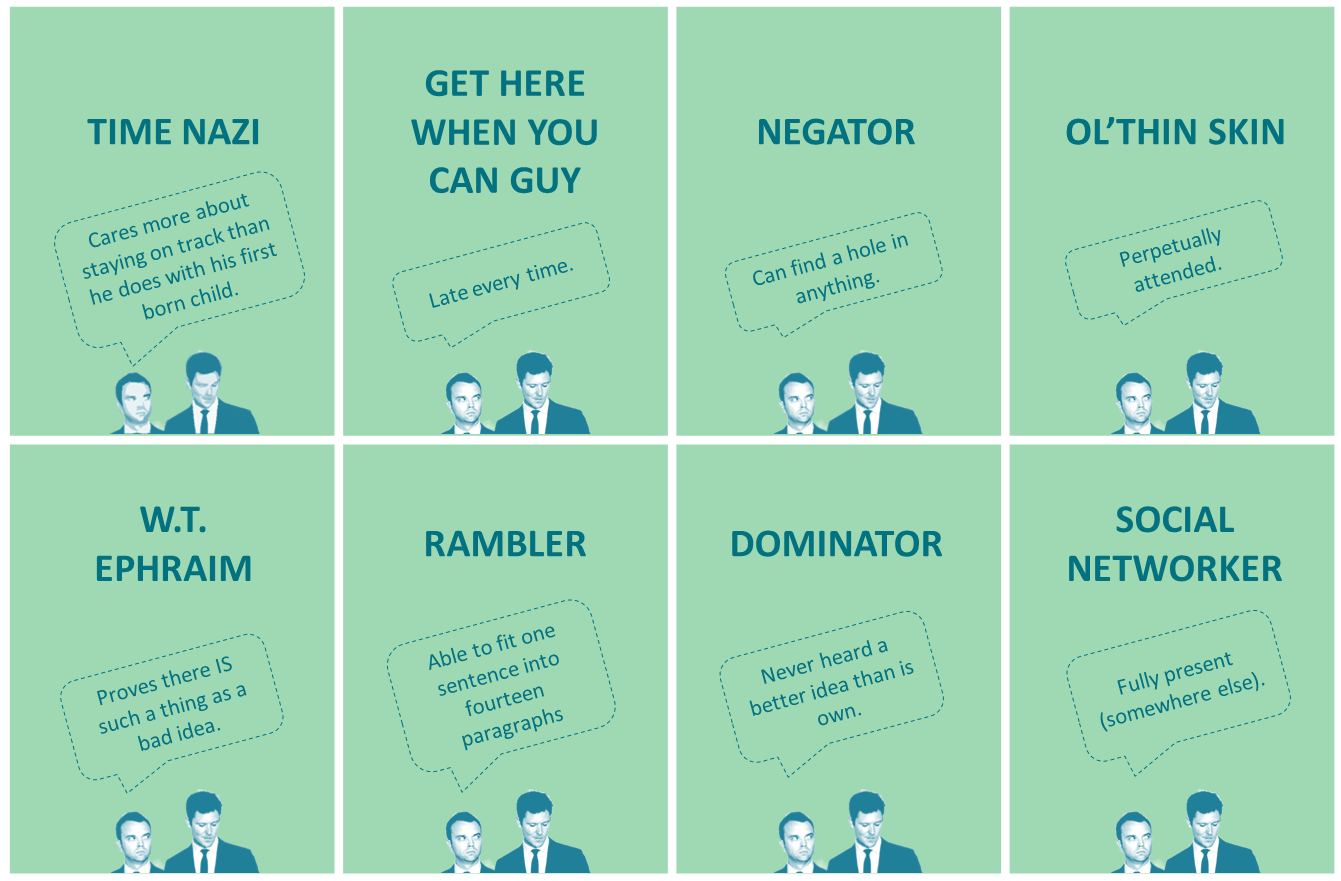 TIME NAZI
Cares more about
staying on track than
he does with his first
born child.
GET HERE
WHEN YOU
CAN GUY
Late every time.
NEGATOR
Can find a hole in
anything.
OL’THIN SKIN
Perpetually
attended.
W.T.
EPHRAIM
Proves there IS
such a thing as a
bad idea.
RAMBLER
Able to fit one
sentence into
fourteen
paragraphs
DOMINATOR
Never heard a
better idea than is
own.
SOCIAL
NETWORKER
Fully present
(somewhere else).